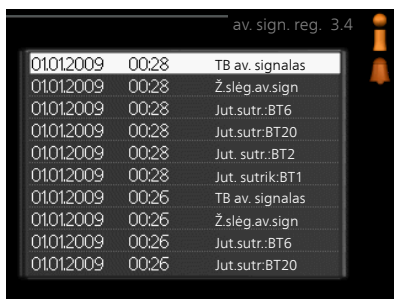 av. sign. reg. 3.4
01.01.2009 00:28 TB av. signalas
01.01.2009 00:28 Ž.slėg.av.sign
01.01.2009 00:28 Jut.sutr.:BT6
01.01.2009 00:28 Jut.sutr:BT20
01.01.2009 00:28 Jut. sutr.:BT2
01.01.2009 00:28 Jut. sutrik:BT1
01.01.2009 00:26 TB av. signalas
01.01.2009 00:26 Ž.slėg.av.sign
01.01.2009 00:26 Jut.sutr.:BT6
01.01.2009 00:26 Jut.sutr:BT20